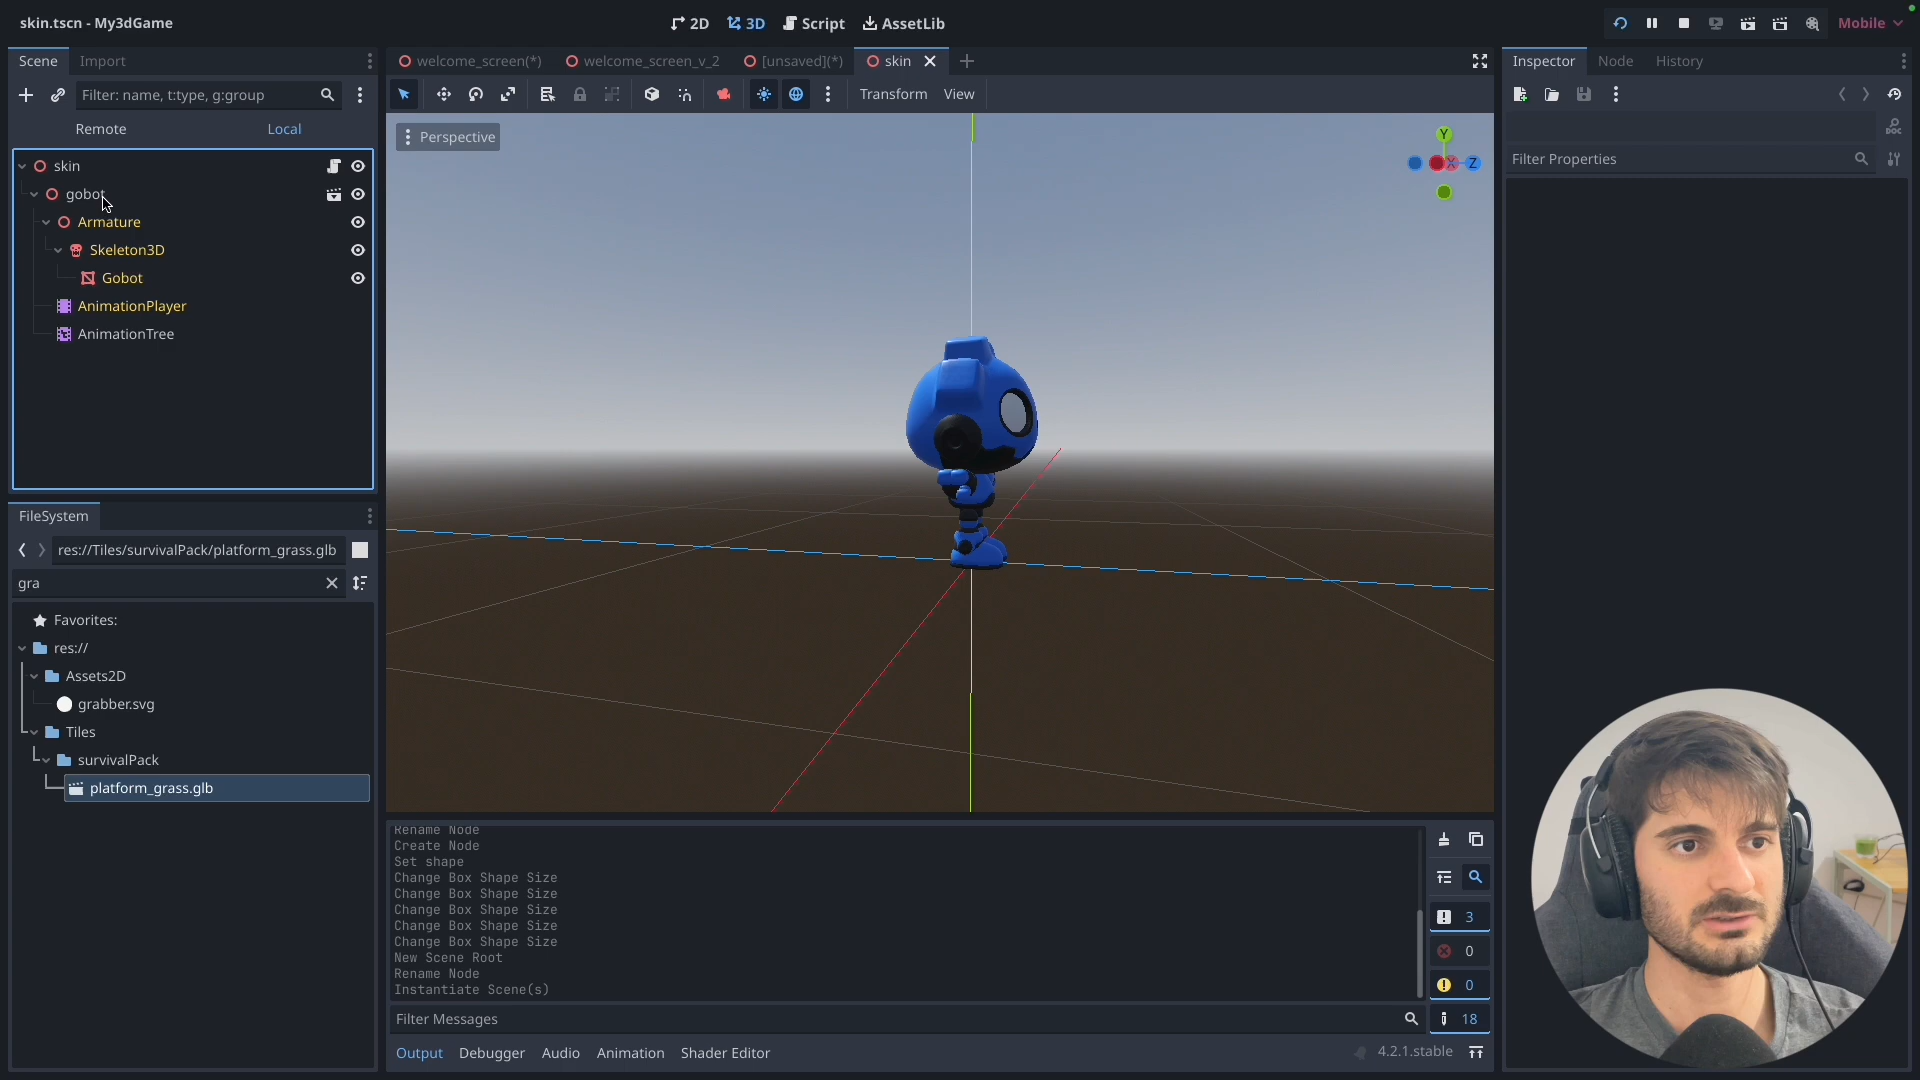 skin.tscn - My3dGame
2D
3D
Script
AssetLib
Mobile
Scene
Import
Filter: name, t:type, g:group
Remote
Local
skin
gobot
Armature
Skeleton3D
Gobot
AnimationPlayer
AnimationTree
FileSystem
res://Tiles/survivalPack/platform_grass.glb
gra
Favorites:
res://
Assets2D
grabber.svg
Tiles
survivalPack
platform_grass.glb
welcome_screen(*)
welcome_screen_v_2
[unsaved](*)
skin
Transform
View
Perspective
Y
X
Z
Rename Node
Create Node
Set shape
Change Box Shape Size
Change Box Shape Size
Change Box Shape Size
Change Box Shape Size
Change Box Shape Size
New Scene Root
Rename Node
Instantiate Scene(s)
3
0
0
18
Filter Messages
Output
Debugger
Audio
Animation
Shader Editor
4.2.1.stable
Inspector
Node
History
DOC
Filter Properties